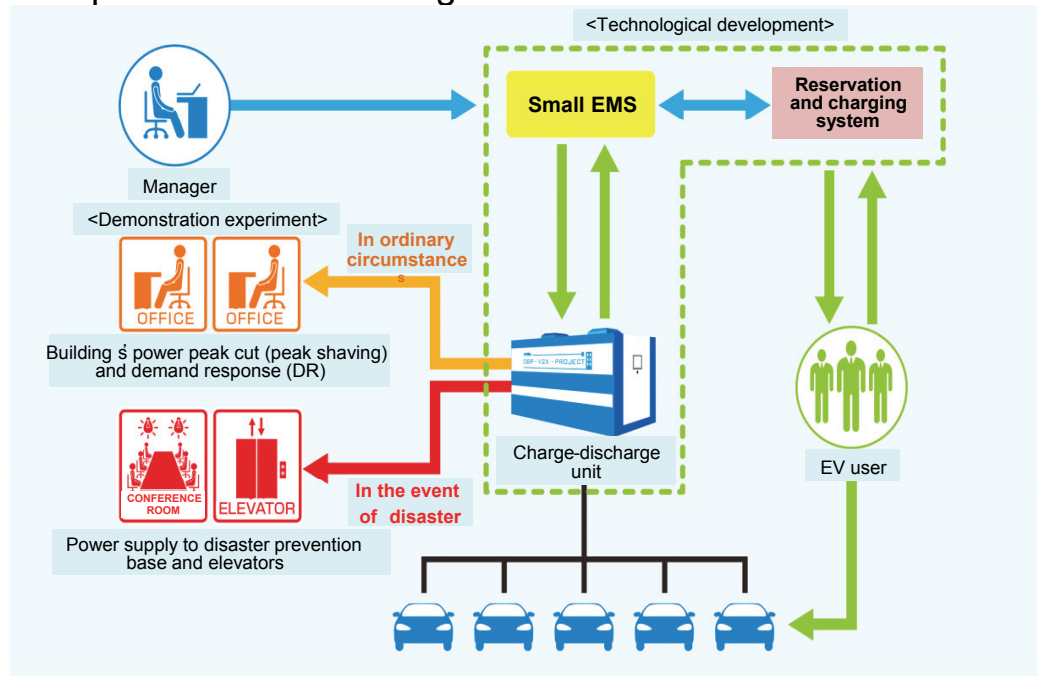 <Technological development>
Small EMS
Reservation
and charging
system
Manager
<Demonstration experiment>
In ordinary
circumstance
s
OFFICE
OFFICE
Building s' power peak cut (peak shaving)
and demand response (DR)
- V2X - PROJECT
Charge-discharge
unit
EV user
CONFERENCE
ROOM
ELEVATOR
In the event
of disaster
Power supply to disaster prevention
base and elevators